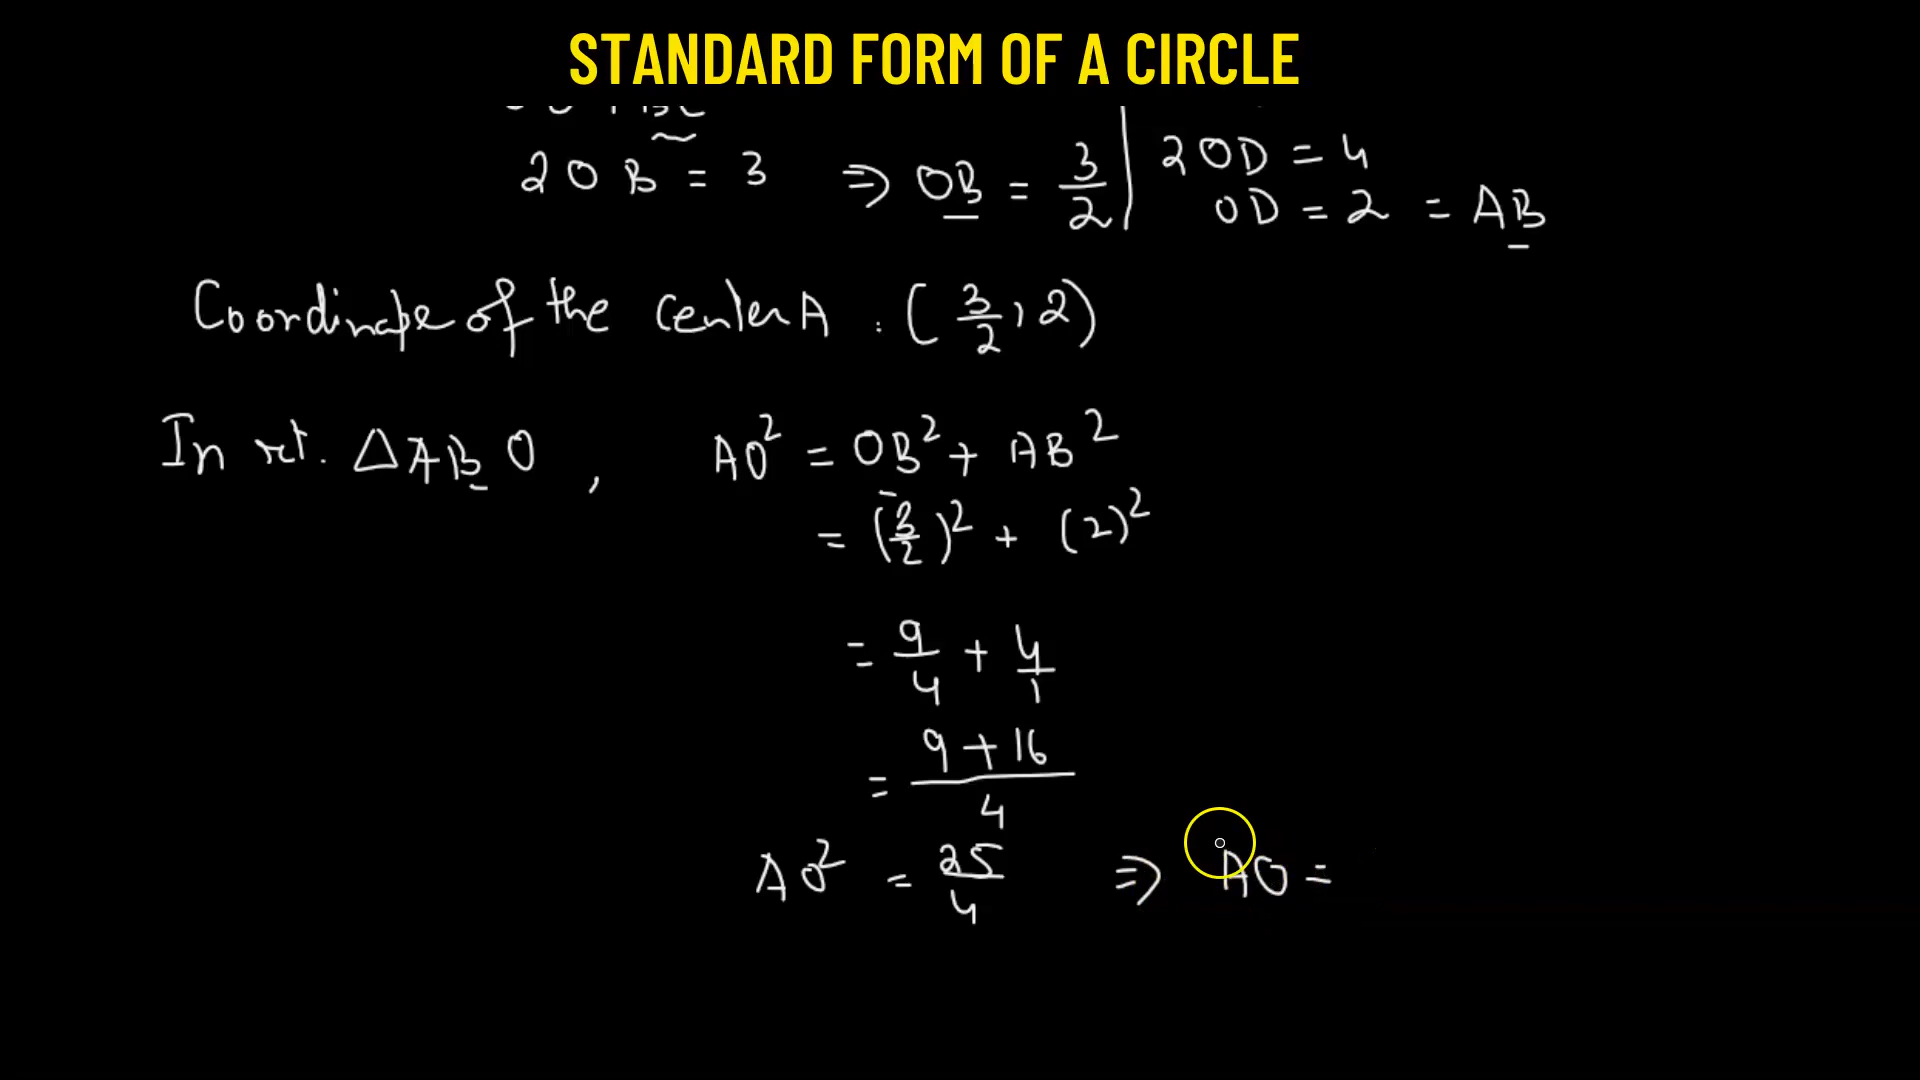 STANDARD FORM OF A CIRCLE
2OB = 3 ⇒ OB = 3/2 | 2OD = 4
OD = 2 = AB
Coordinate of the center A : (3/2, 2)
In rt. △ABO, AO² = OB² + AB²
= (3/2)² + (2)²
= 9/4 + 4/1
= 9 + 16 / 4
AO² = 25/4 ⇒ AO =